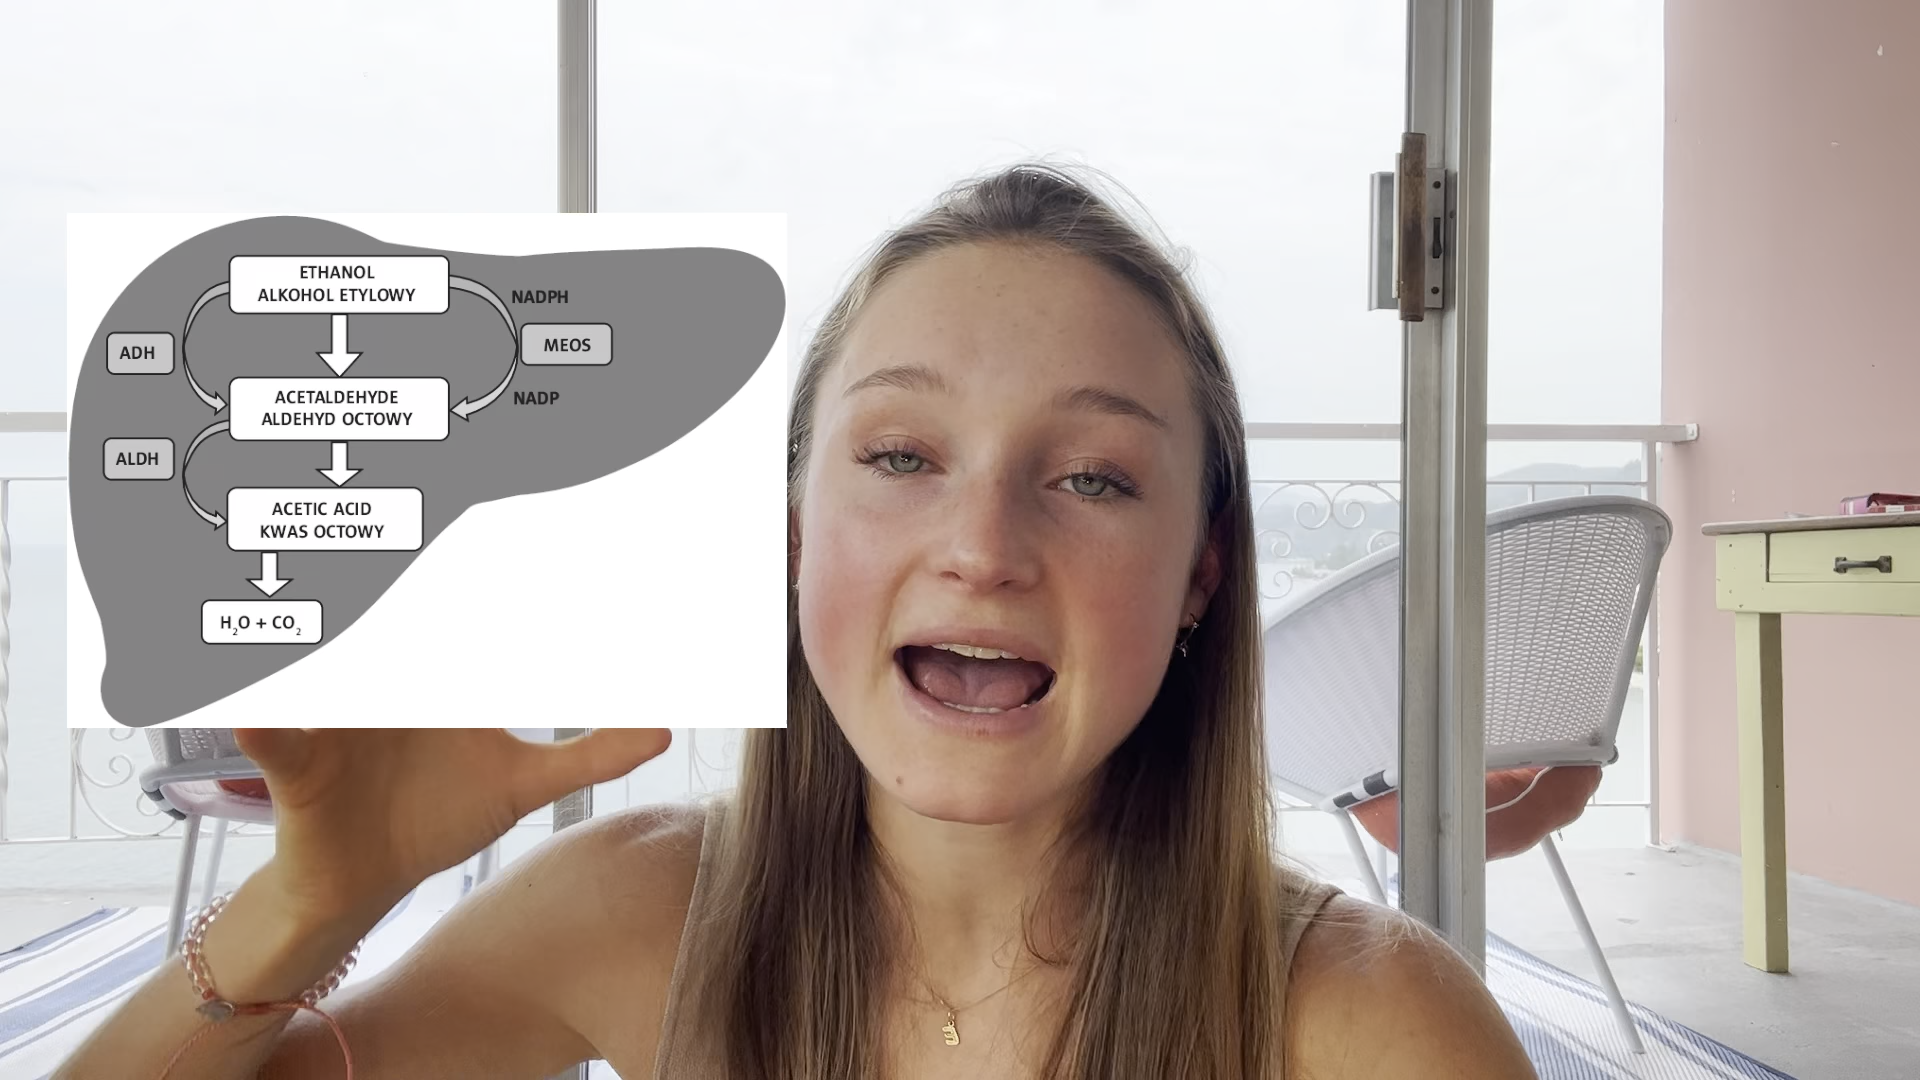 ETHANOL
ALKOHOL ETYLOWY
NADPH
ADH
MEOS
ACETALDEHYDE
ALDEHYD OCTOWY
NADP
ALDH
ACETIC ACID
KWAS OCTOWY
H₂O + CO₂